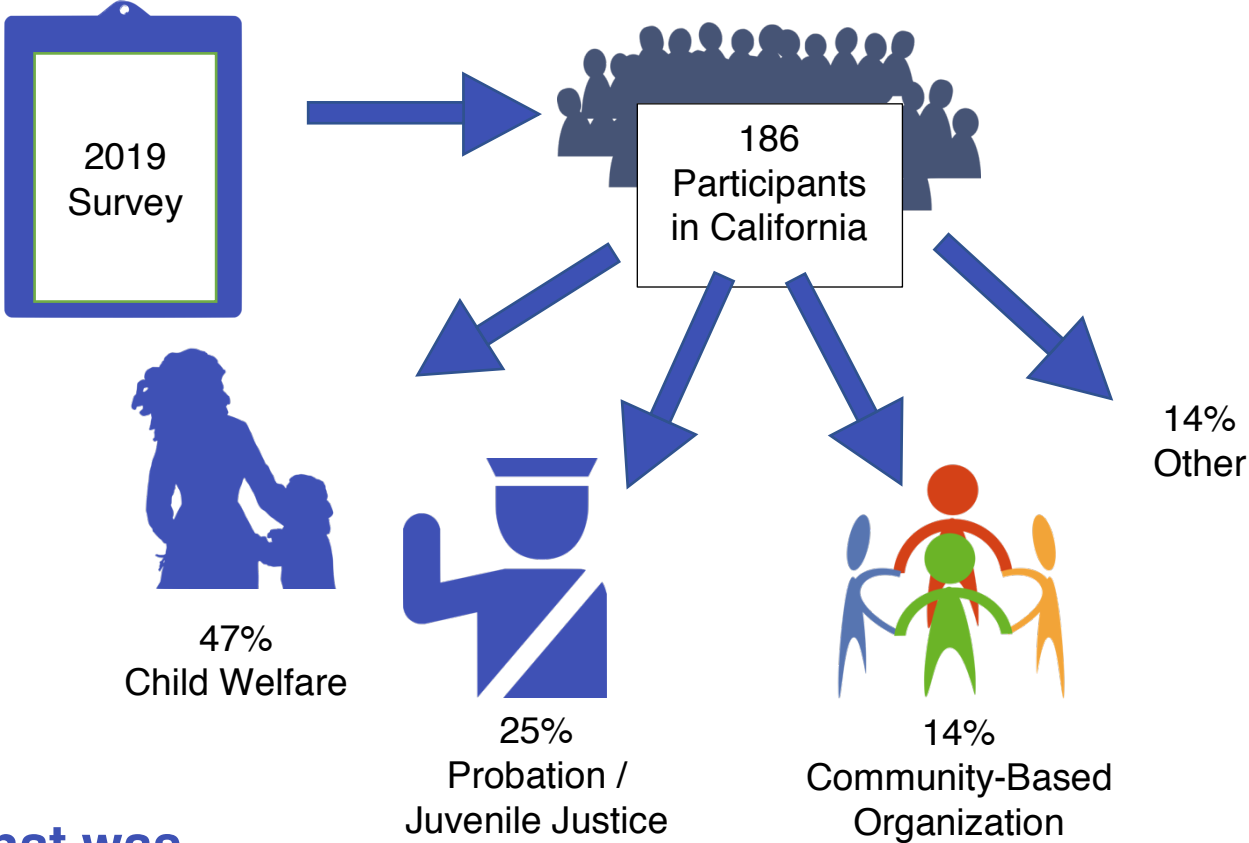 2019
Survey
186
Participants
in California
14%
Other
47%
Child Welfare
25%
Probation /
Juvenile Justice
14%
Community-Based
Organization
was